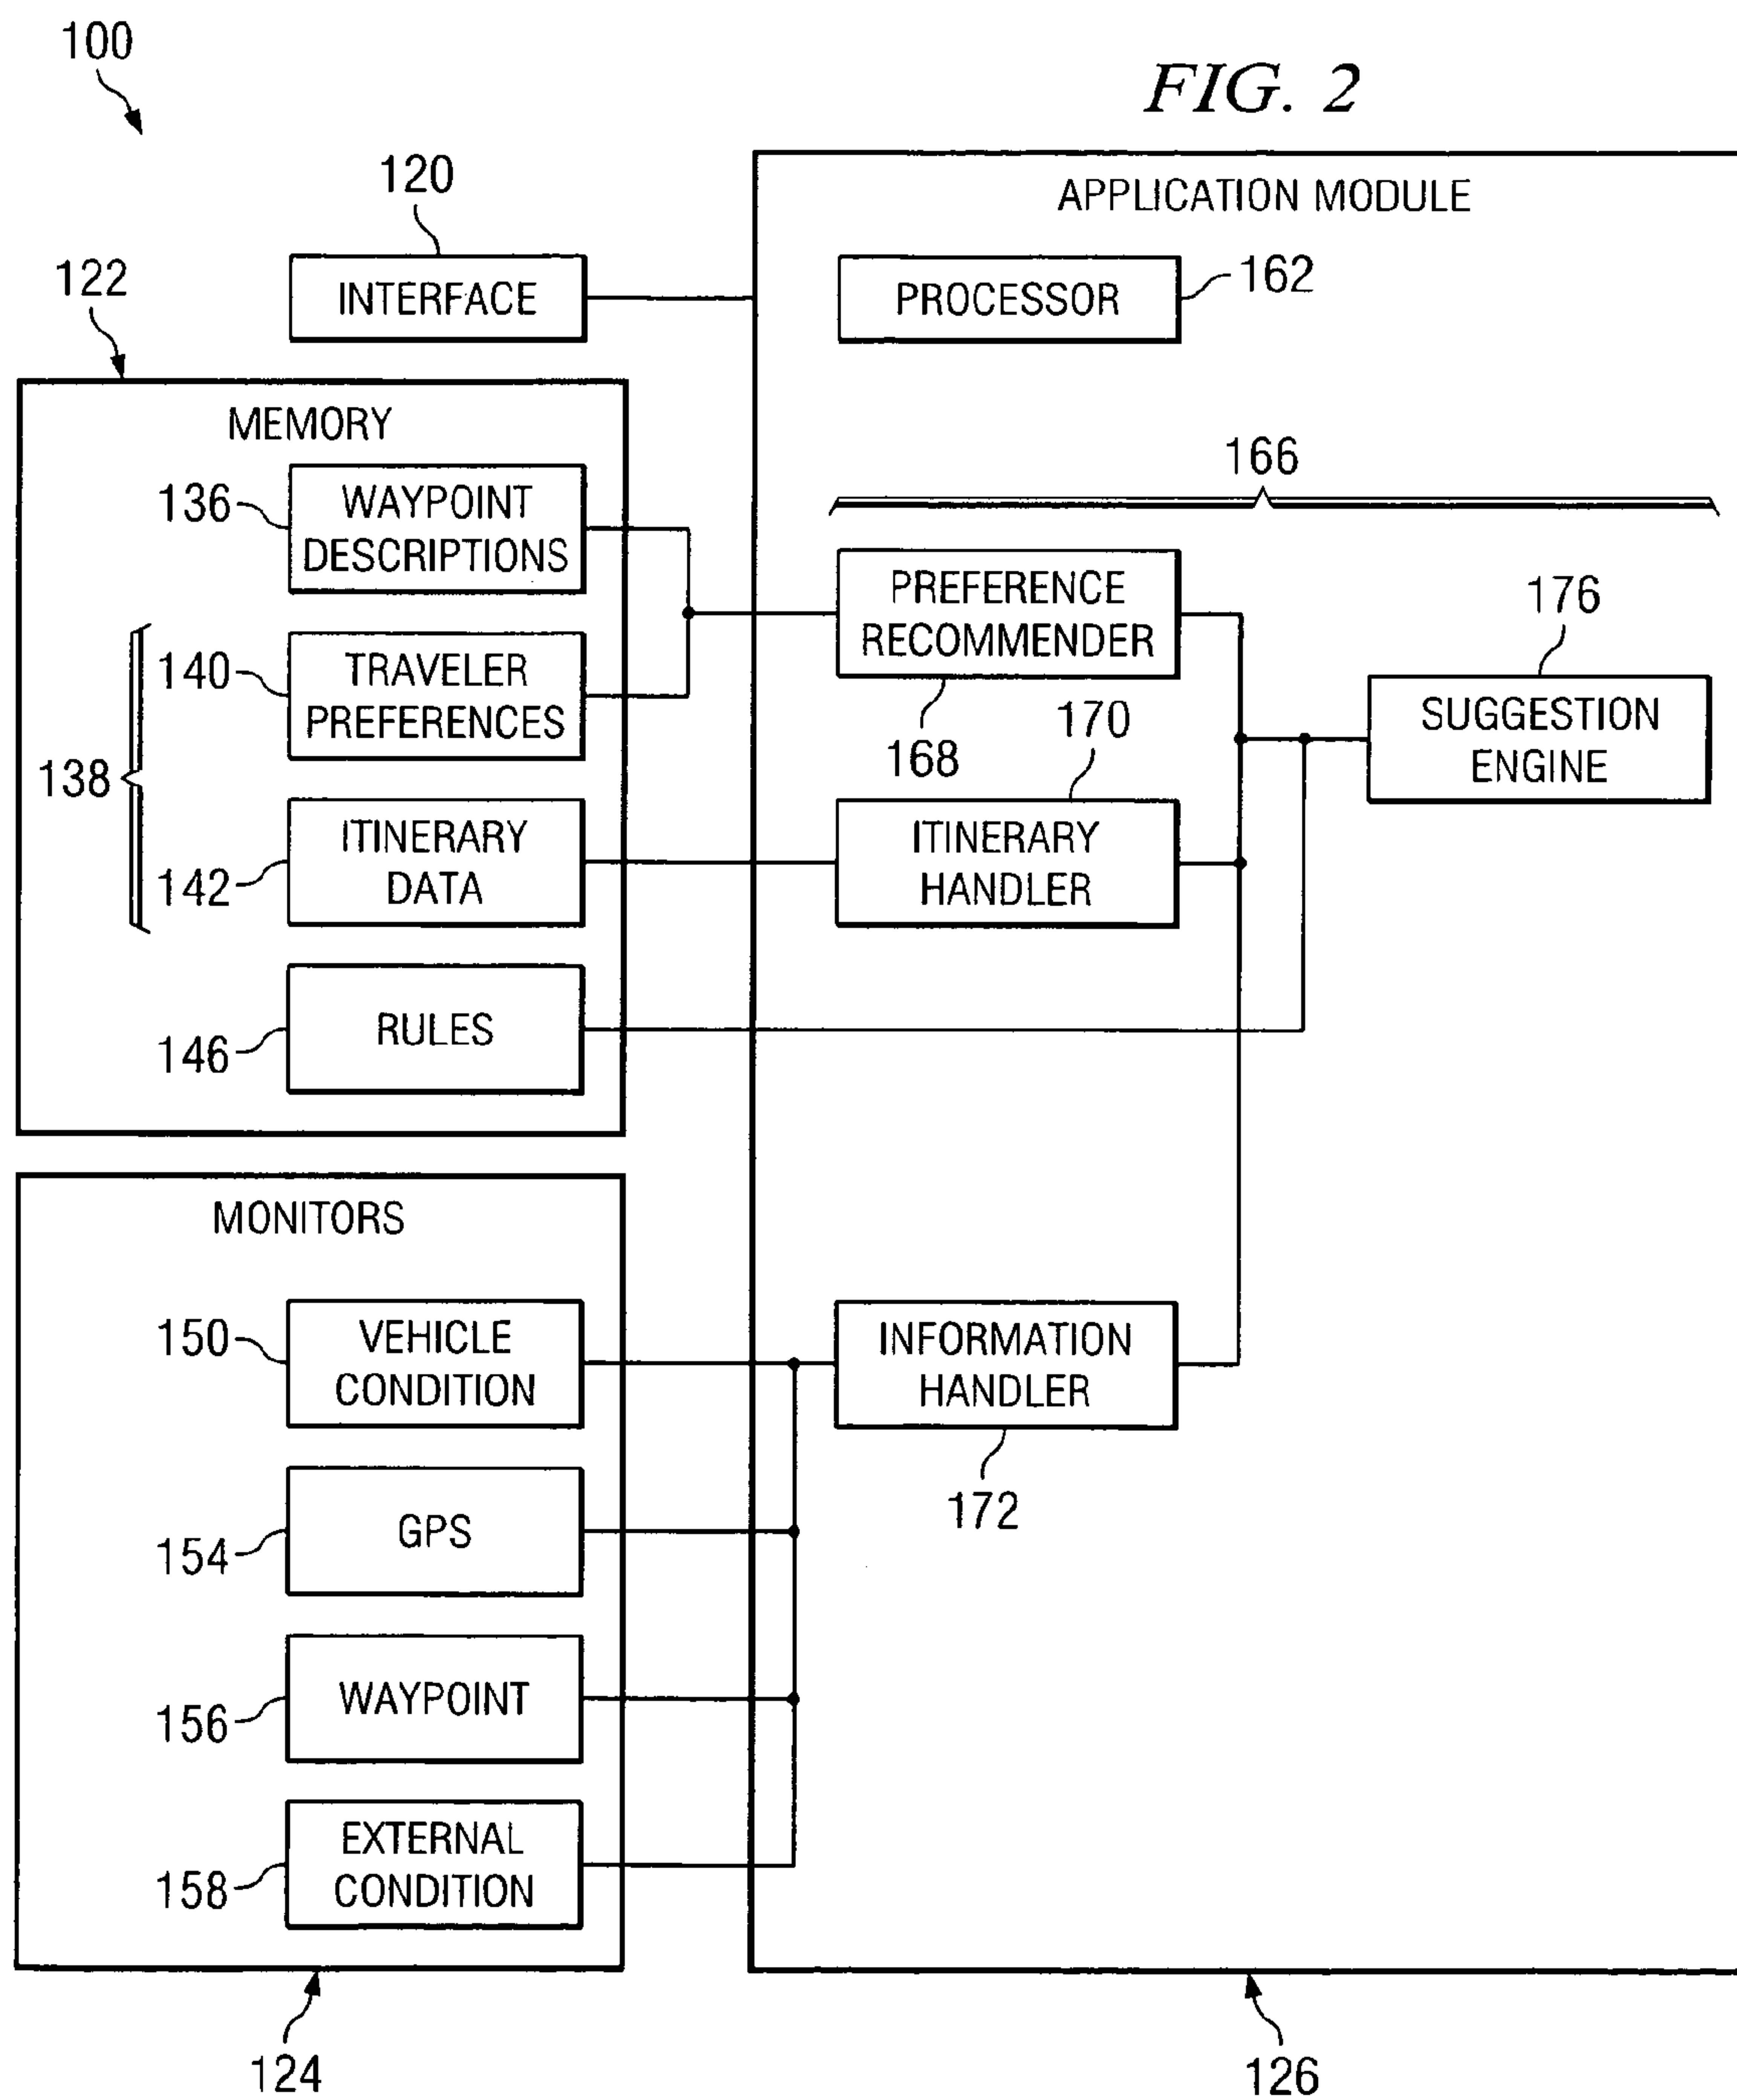 100
FIG. 2
120
APPLICATION MODULE
122
INTERFACE
PROCESSOR
162
MEMORY
166
136
WAYPOINT
DESCRIPTIONS
PREFERENCE
RECOMMENDER
176
140
TRAVELER
PREFERENCES
168
170
SUGGESTION
ENGINE
138
142
ITINERARY
DATA
ITINERARY
HANDLER
146
RULES
MONITORS
150
VEHICLE
CONDITION
INFORMATION
HANDLER
172
154
GPS
156
WAYPOINT
158
EXTERNAL
CONDITION
124
126